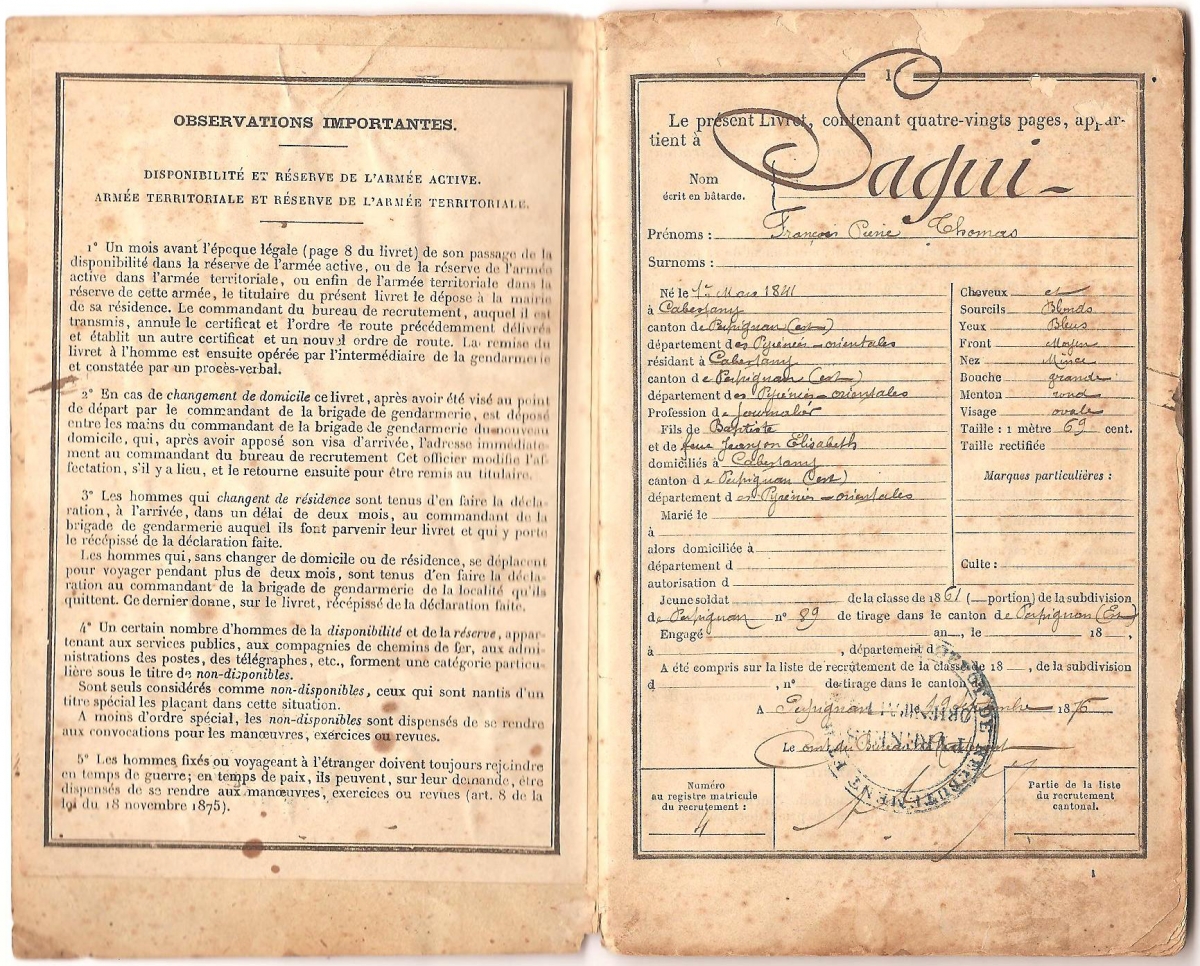 OBSERVATIONS IMPORTANTES.
DISPONIBILITÉ ET RÉSERVE DE L'ARMÉE ACTIVE.
ARMÉE TERRITORIALE ET RÉSERVE DE L'ARMÉE TERRITORIALE.
1° Un mois avant l'époque légale (page 8 du livret) de son passage de la
disponibilité dans la réserve de l'armée active, ou de la réserve de l'armée
active dans l'armée territoriale, ou enfin de l'armée territoriale dans la
réserve de cette armée, le titulaire du présent livret le dépose à la mairie
de sa résidence. Le commandant du bureau de recrutement, auquel il est
transmis, annule le certificat et l'ordre de route précédemment délivrés
et établit un autre certificat et un nouvel ordre de route. La remise du
livret à l'homme est ensuite opérée par l'intermédiaire de la gendarmerie
et constatée par un procès-verbal.
2° En cas de changement de domicile ce livret, après avoir été visé au point
de départ par le commandant de la brigade de gendarmerie, est déposé
entre les mains du commandant de la brigade de gendarmerie du nouveau
domicile, qui, après avoir apposé son visa d'arrivée, l'adresse immédiate-
ment au commandant du bureau de recrutement Cet officier modifie l'af-
fectation, s'il y a lieu, et le retourne ensuite pour être remis au titulaire.
3° Les hommes qui changent de résidence sont tenus d'en faire la décla-
ration, à l'arrivée, dans un délai de deux mois, au commandant de la
brigade de gendarmerie auquel ils font parvenir leur livret et qui y porte
le récépissé de la déclaration faite.
Les hommes qui, sans changer de domicile ou de résidence, se déplacent
pour voyager pendant plus de deux mois, sont tenus d'en faire la décla-
ration au commandant de la brigade de gendarmerie de la localité qu'ils
quittent. Ce dernier donne, sur le livret, récépissé de la déclaration faite.
4° Un certain nombre d'hommes de la disponibilité et de la réserve, appar-
tenant aux services publics, aux compagnies de chemins de fer, aux admi-
nistrations des postes, des télégraphes, etc., forment une catégorie particu-
lière sous le titre de non-disponibles.
Sont seuls considérés comme non-disponibles, ceux qui sont nantis d'un
titre spécial les plaçant dans cette situation.
A moins d'ordre spécial, les non-disponibles sont dispensés de se rendre
aux convocations pour les manœuvres, exercices ou revues.
5° Les hommes fixés ou voyageant à l'étranger doivent toujours rejoindre
en temps de guerre; en temps de paix, ils peuvent, sur leur demande, être
dispensés de se rendre aux manœuvres, exercices ou revues (art. 8 de la
loi du 18 novembre 1875).
1
Le présent Livret, contenant quatre-vingts pages, appar-
tient à
Nom
écrit en bâtarde.
Sagui
Prénoms : François Pierre Thomas
Surnoms :
Né le 1er Mars 1841
à Cabestany
canton de Perpignan (est)
département des Pyrénées-orientales
résidant à Cabestany
canton de Perpignan (est)
département des Pyrénées-orientales
Profession de Journalier
Fils de Baptiste
et de Elisabeth
domiciliés à Cabestany
canton de Perpignan (est)
département des Pyrénées-orientales
Marié le
à
alors domiciliée à
département d
autorisation d
Cheveux et
Sourcils Blonds
Yeux Bleus
Front Moyen
Nez Mince
Bouche grande
Menton rond
Visage ovale
Taille : 1 mètre 69 cent.
Taille rectifiée
Marques particulières :
Culte :
Jeune soldat de la classe de 1861 ( portion) de la subdivision
de Perpignan n° 89 de tirage dans le canton de Perpignan (Est)
Engagé an , le 18 ,
à , département d
A été compris sur la liste de recrutement de la classe de 18 , de la subdivision
d , n° de tirage dans le canton d
A Perpignan le 1876
Le Bureau de
RECRUTEMENT
Numéro
au registre matricule
du recrutement :
4
Partie de la liste
du recrutement
cantonal.
1